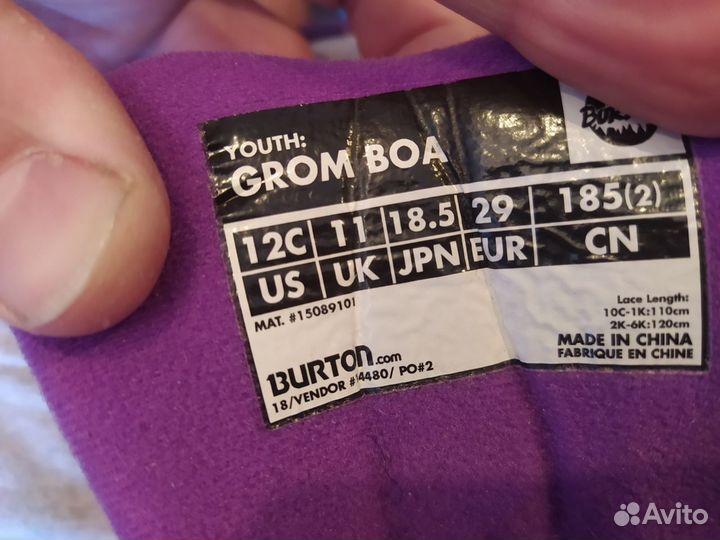 YOUTH:
GROM BOA
BURTON
12C 11 18.5 29 185(2)
US UK JPN EUR CN
MAT. #15089101
Lace Length:
10C-1K:110cm
2K-6K:120cm
MADE IN CHINA
FABRIQUE EN CHINE
BURTON.com
18/VENDOR #14480/ PO#2
Avito